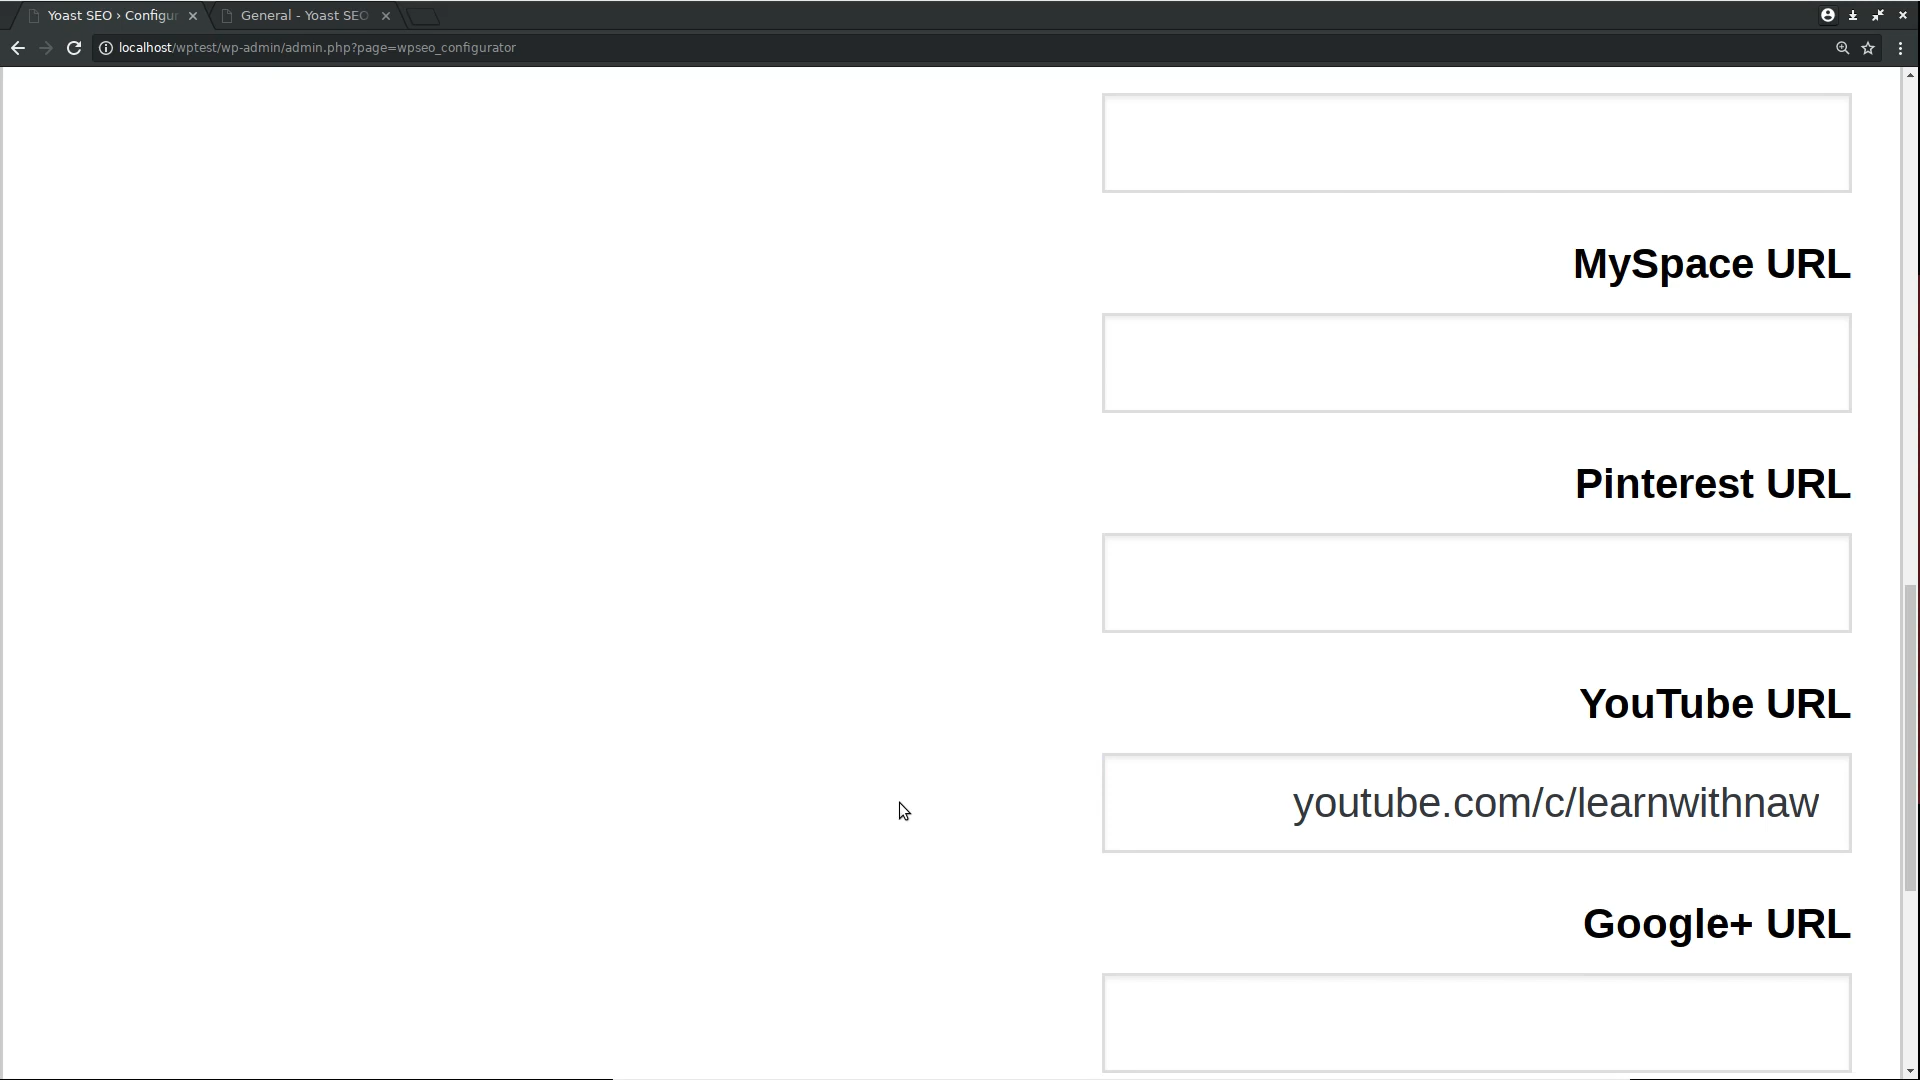 Yoast SEO › Configur
General - Yoast SEO
localhost/wptest/wp-admin/admin.php?page=wpseo_configurator
MySpace URL
Pinterest URL
YouTube URL
youtube.com/c/learnwithnaw
Google+ URL